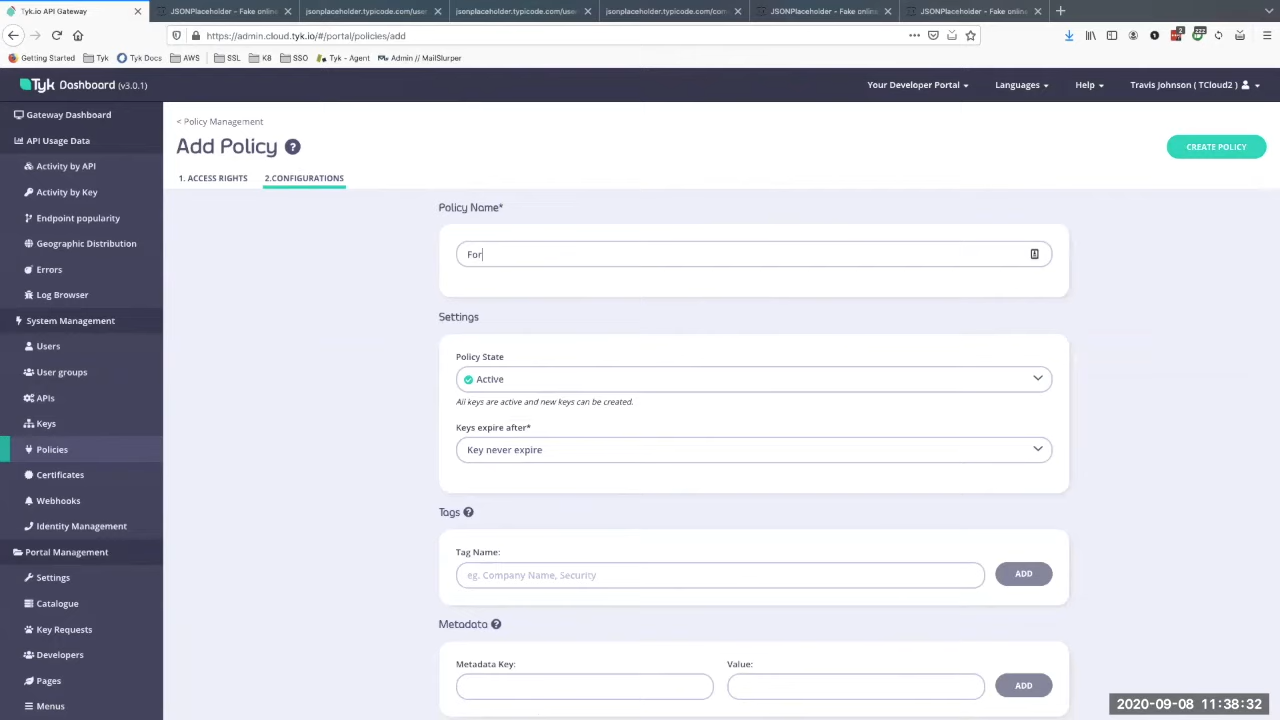 Tyk.io API Gateway
JSONPlaceholder - Fake online
jsonplaceholder.typicode.com/use
jsonplaceholder.typicode.com/use
jsonplaceholder.typicode.com/com
JSONPlaceholder - Fake online
JSONPlaceholder - Fake online
https://admin.cloud.tyk.io/#/portal/policies/add
Getting Started
Tyk
Tyk Docs
AWS
SSL
K8
SSO
Tyk - Agent
Admin // MailSlurper
Tyk Dashboard (v3.0.1)
Your Developer Portal
Languages
Help
Travis Johnson ( TCloud2 )
Gateway Dashboard
API Usage Data
Activity by API
Activity by Key
Endpoint popularity
Geographic Distribution
Errors
Log Browser
System Management
Users
User groups
APIs
Keys
Policies
Certificates
Webhooks
Identity Management
Portal Management
Settings
Catalogue
Key Requests
Developers
Pages
Menus
< Policy Management
Add Policy ?
CREATE POLICY
1. ACCESS RIGHTS
2.CONFIGURATIONS
Policy Name*
For
Settings
Policy State
Active
All keys are active and new keys can be created.
Keys expire after*
Key never expire
Tags ?
Tag Name:
eg. Company Name, Security
ADD
Metadata ?
Metadata Key:
Value:
ADD
2020-09-08 11:38:32